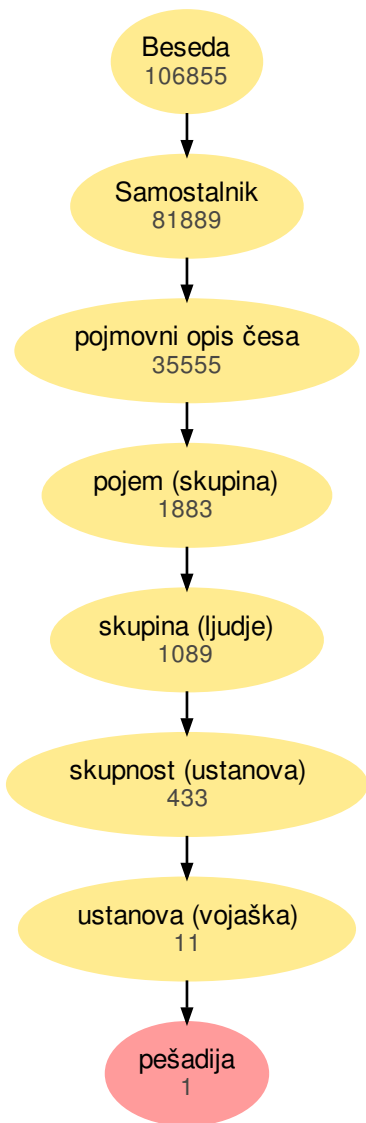 Beseda
106855
Samostalnik
81889
pojmovni opis česa
35555
pojem (skupina)
1883
skupina (ljudje)
1089
skupnost (ustanova)
433
ustanova (vojaška)
11
pešadija
1